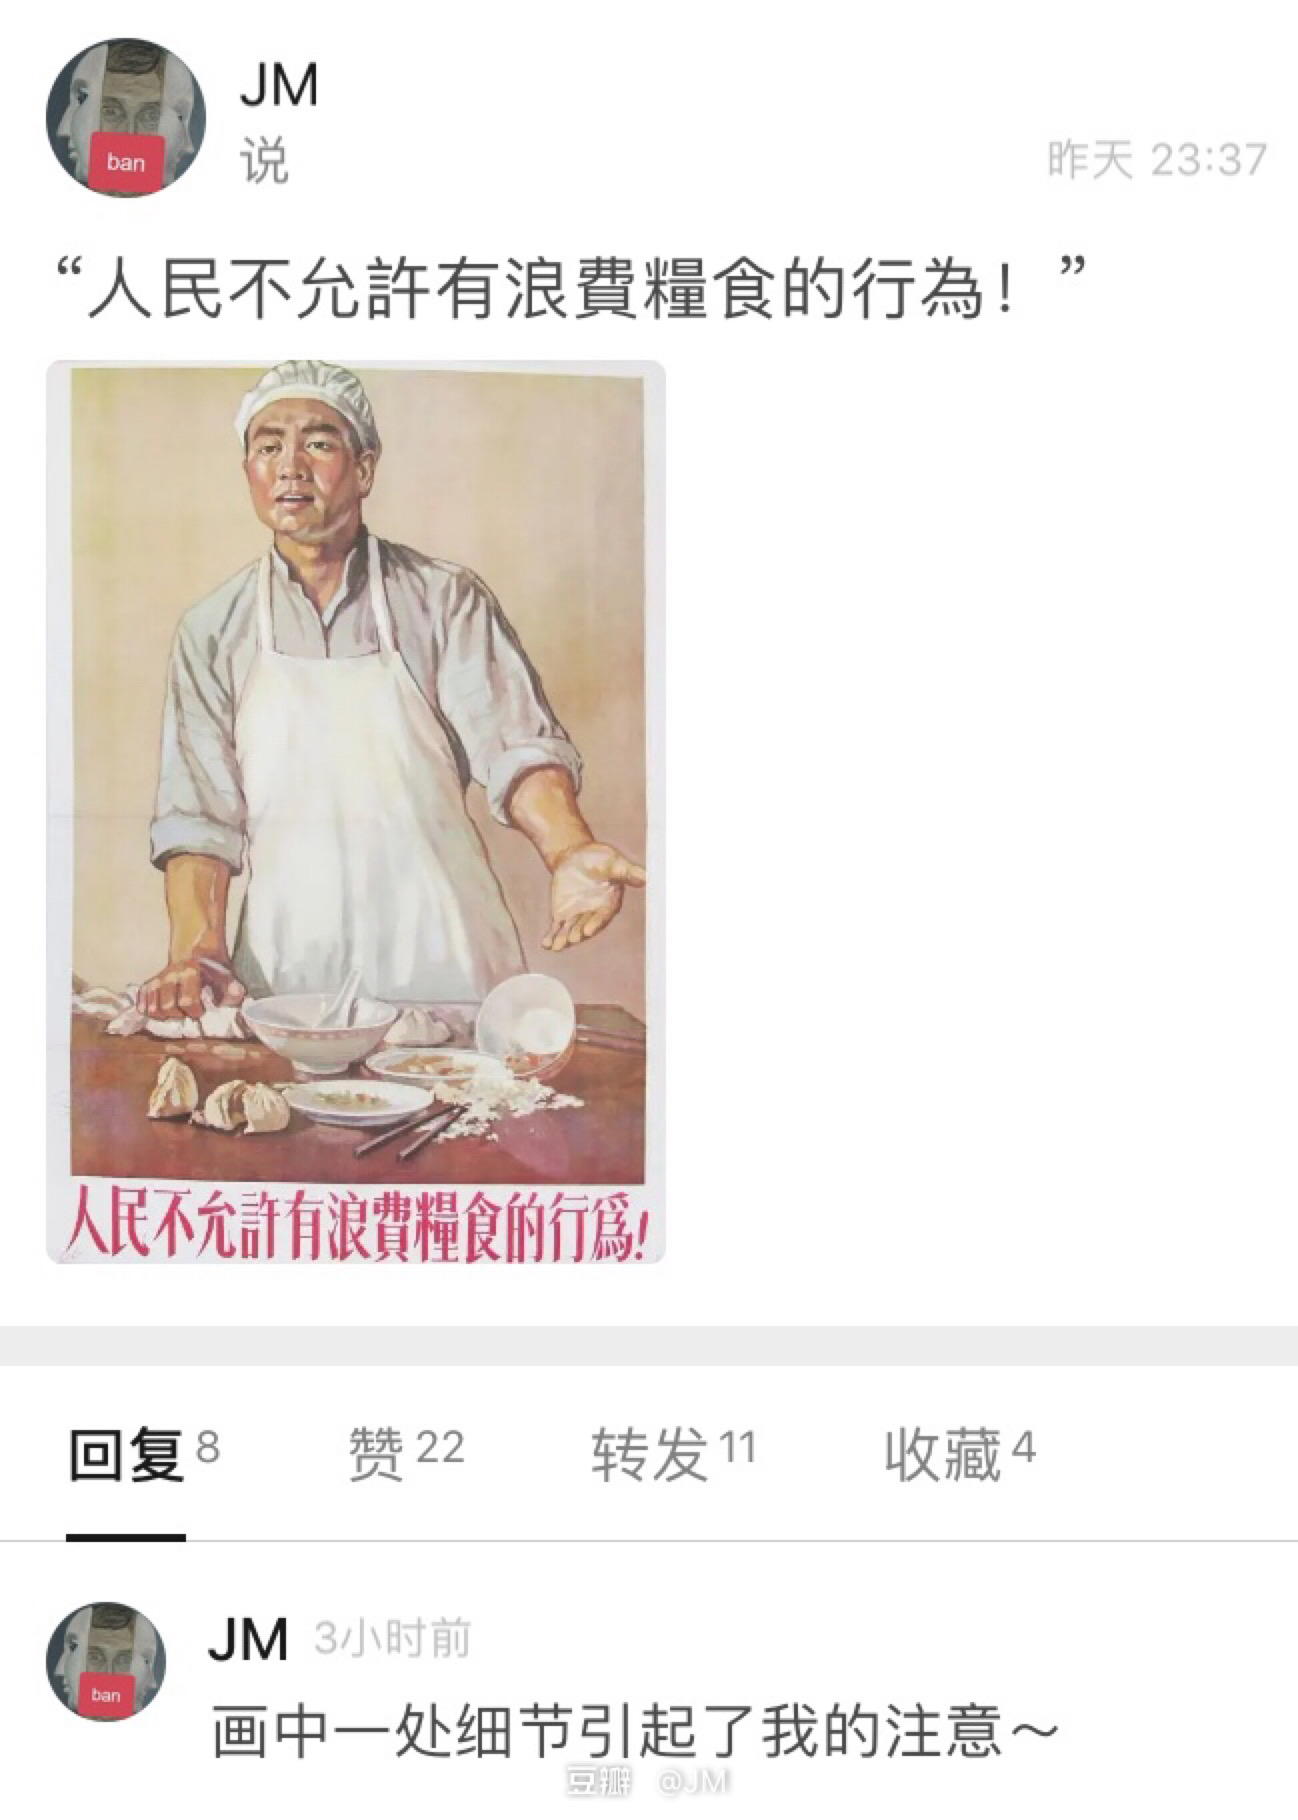 JM
说
昨天 23:37
ban
“人民不允許有浪費糧食的行為！”
人民不允許有浪費糧食的行爲!
回复 8 赞 22 转发 11 收藏 4
JM 3小时前
ban
画中一处细节引起了我的注意～
豆瓣 @JM